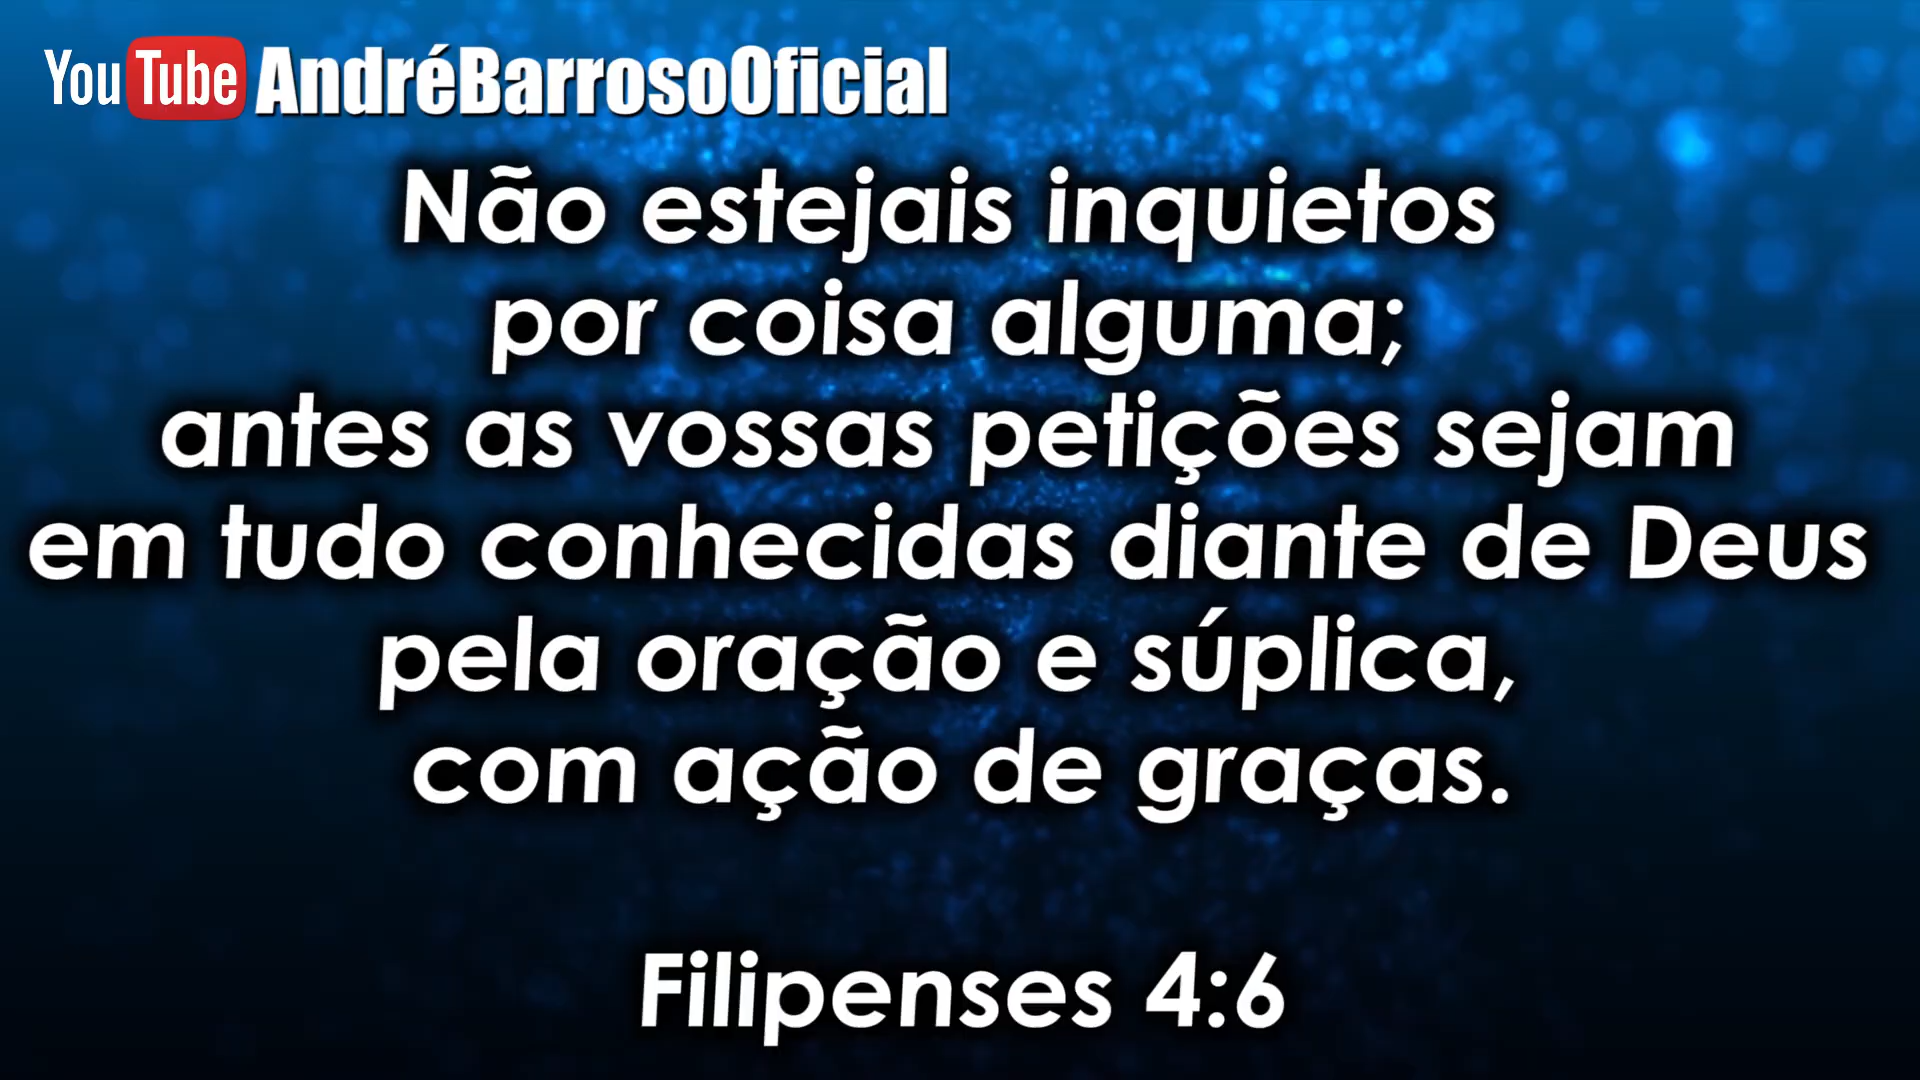 YouTube AndréBarrosoOficial
Não estejais inquietos
por coisa alguma;
antes as vossas petições sejam
em tudo conhecidas diante de Deus
pela oração e súplica,
com ação de graças.
Filipenses 4:6